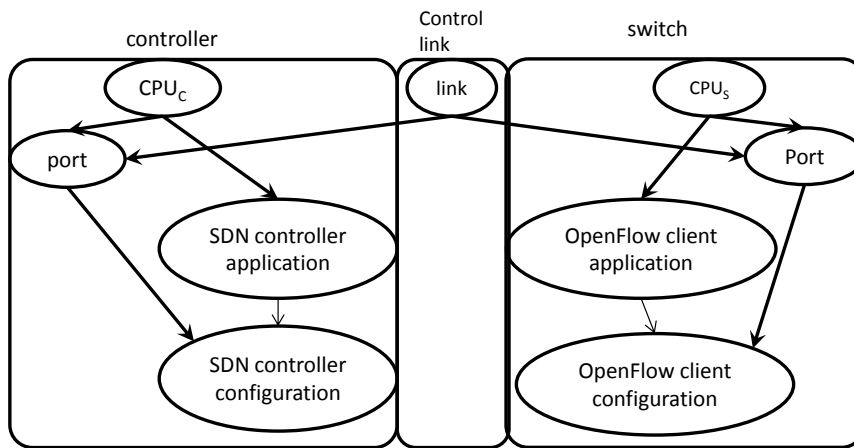 controller
Control
link
switch
CPU_C
link
CPU_S
port
Port
SDN controller
application
OpenFlow client
application
SDN controller
configuration
OpenFlow client
configuration